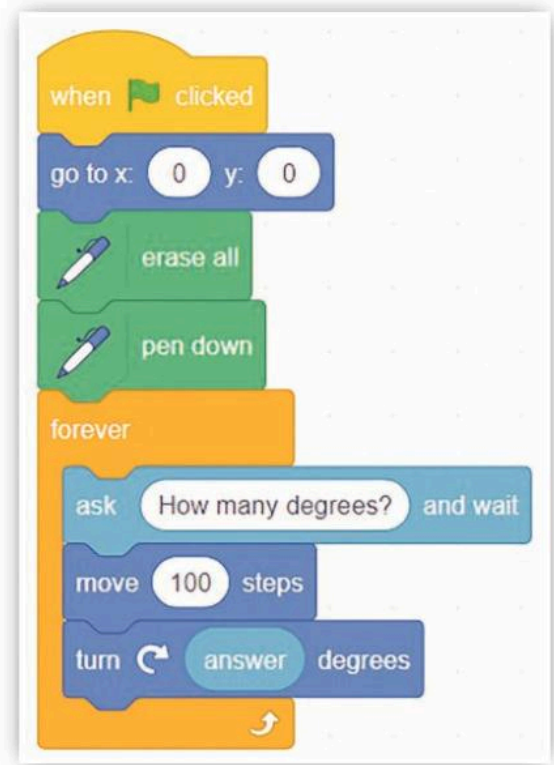 when clicked
go to x: 0 y: 0
erase all
pen down
forever
ask How many degrees? and wait
move 100 steps
turn answer degrees